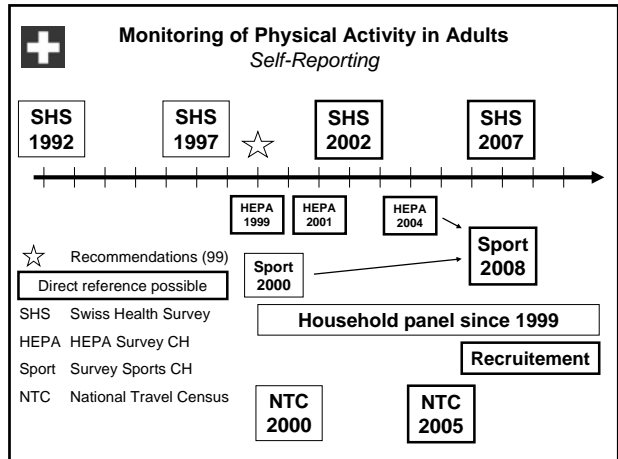 Monitoring of Physical Activity in Adults
Self-Reporting
SHS
1992
SHS
1997
SHS
2002
SHS
2007
HEPA
1999
HEPA
2001
HEPA
2004
Sport
2000
Sport
2008
Recommendations (99)
Direct reference possible
SHS Swiss Health Survey
HEPA HEPA Survey CH
Sport Survey Sports CH
NTC National Travel Census
Household panel since 1999
Recruitement
NTC
2000
NTC
2005